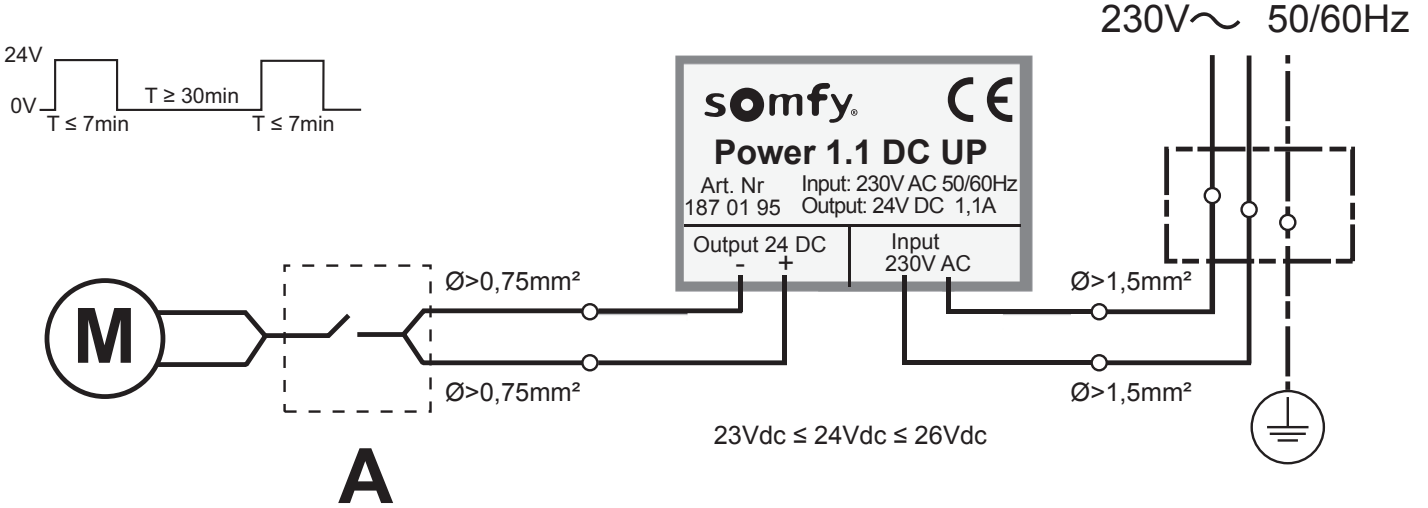 230V～ 50/60Hz
24V
0V
T ≥ 30min
T ≤ 7min
T ≤ 7min
somfy®
CE
Power 1.1 DC UP
Art. Nr
187 01 95
Input: 230V AC 50/60Hz
Output: 24V DC 1,1A
Output 24 DC
- +
Input
230V AC
Ø>0,75mm²
Ø>1,5mm²
M
Ø>0,75mm²
Ø>1,5mm²
23Vdc ≤ 24Vdc ≤ 26Vdc
A